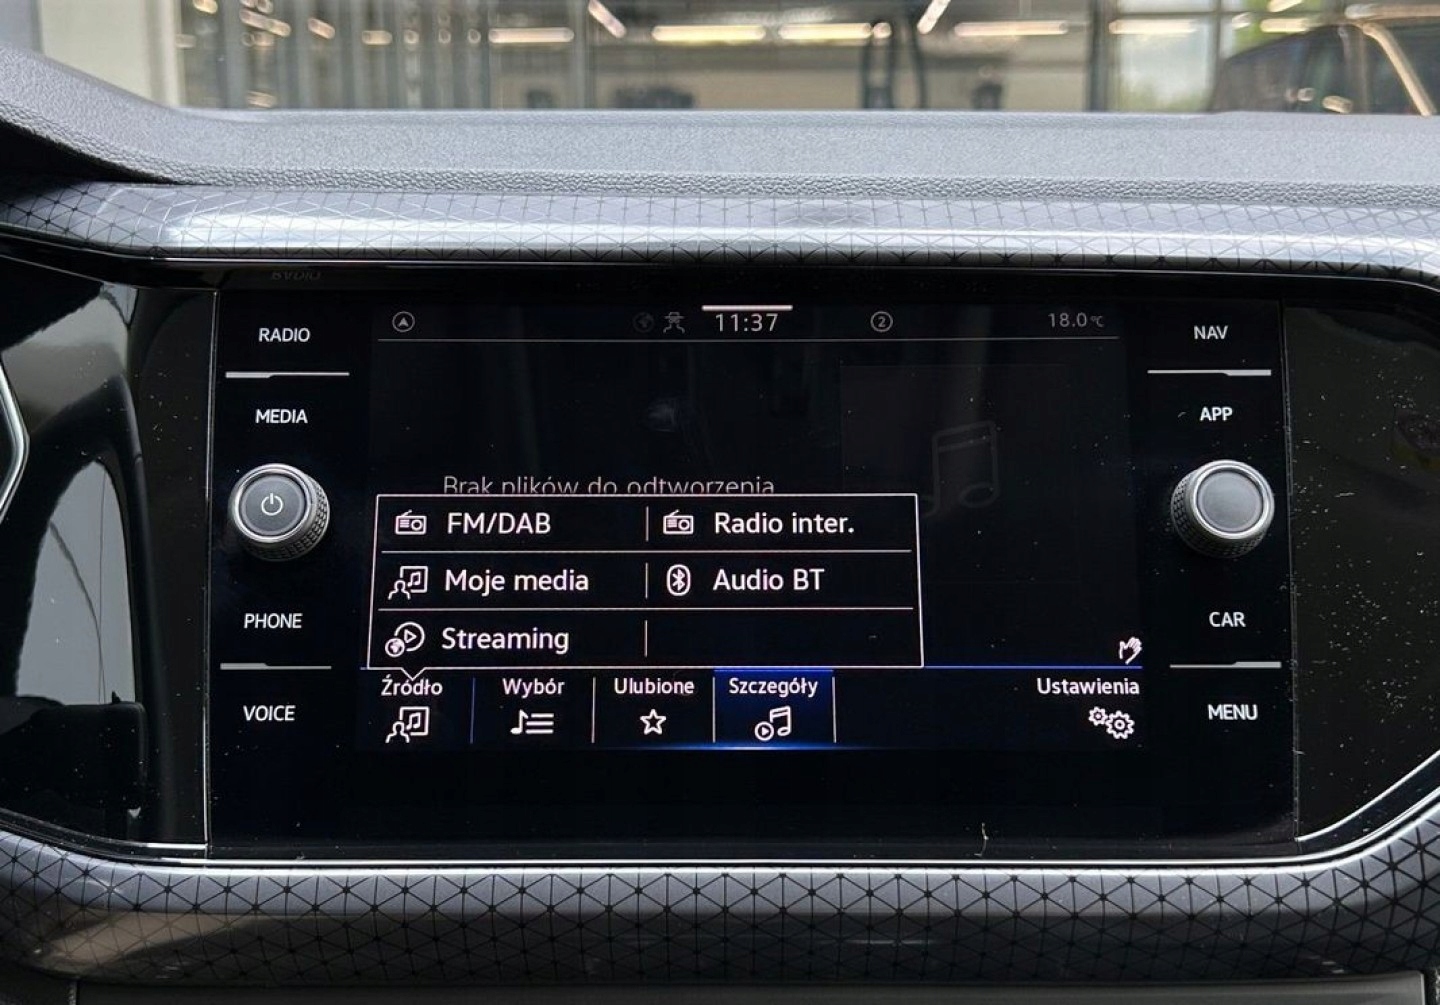 RADIO
MEDIA
PHONE
VOICE
11:37
2
18.0°C
Brak plików do odtworzenia
FM/DAB
Radio inter.
Moje media
Audio BT
Streaming
Źródło
Wybór
Ulubione
Szczegóły
Ustawienia
NAV
APP
CAR
MENU